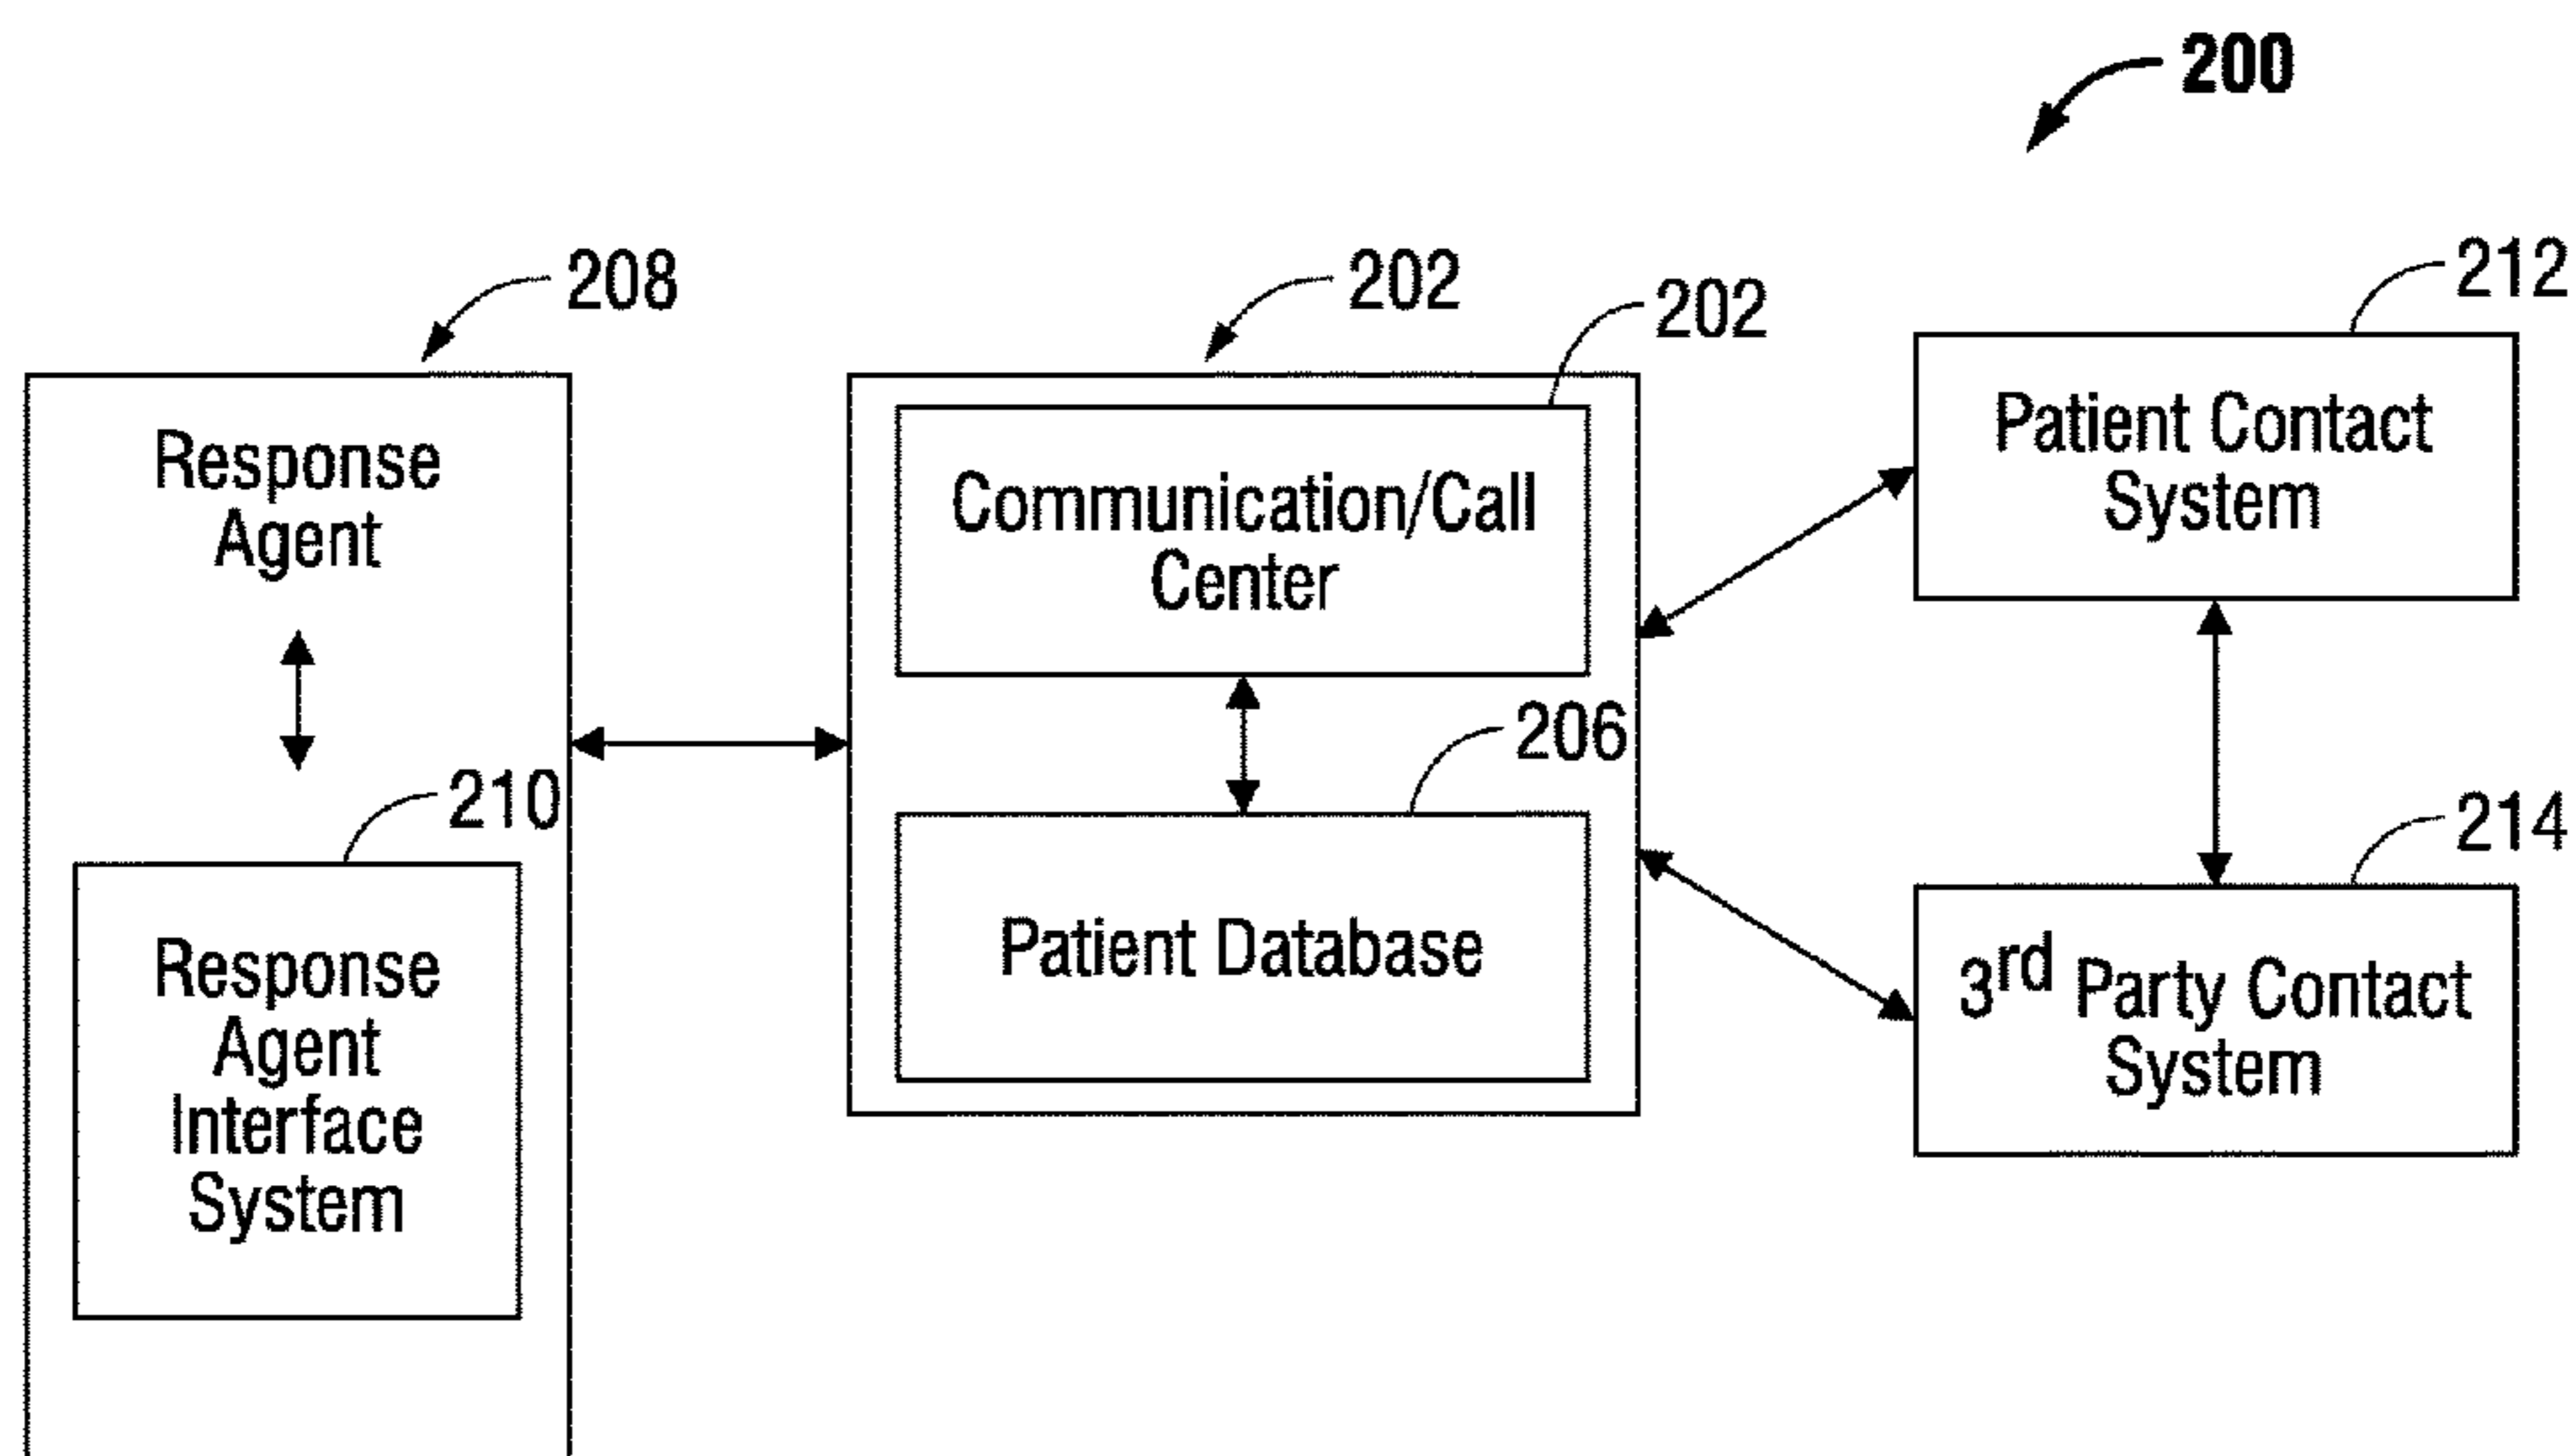 200
208
202
202
212
Response
Agent
Communication/Call
Center
Patient Contact
System
206
210
214
Response
Agent
Interface
System
Patient Database
3rd Party Contact
System